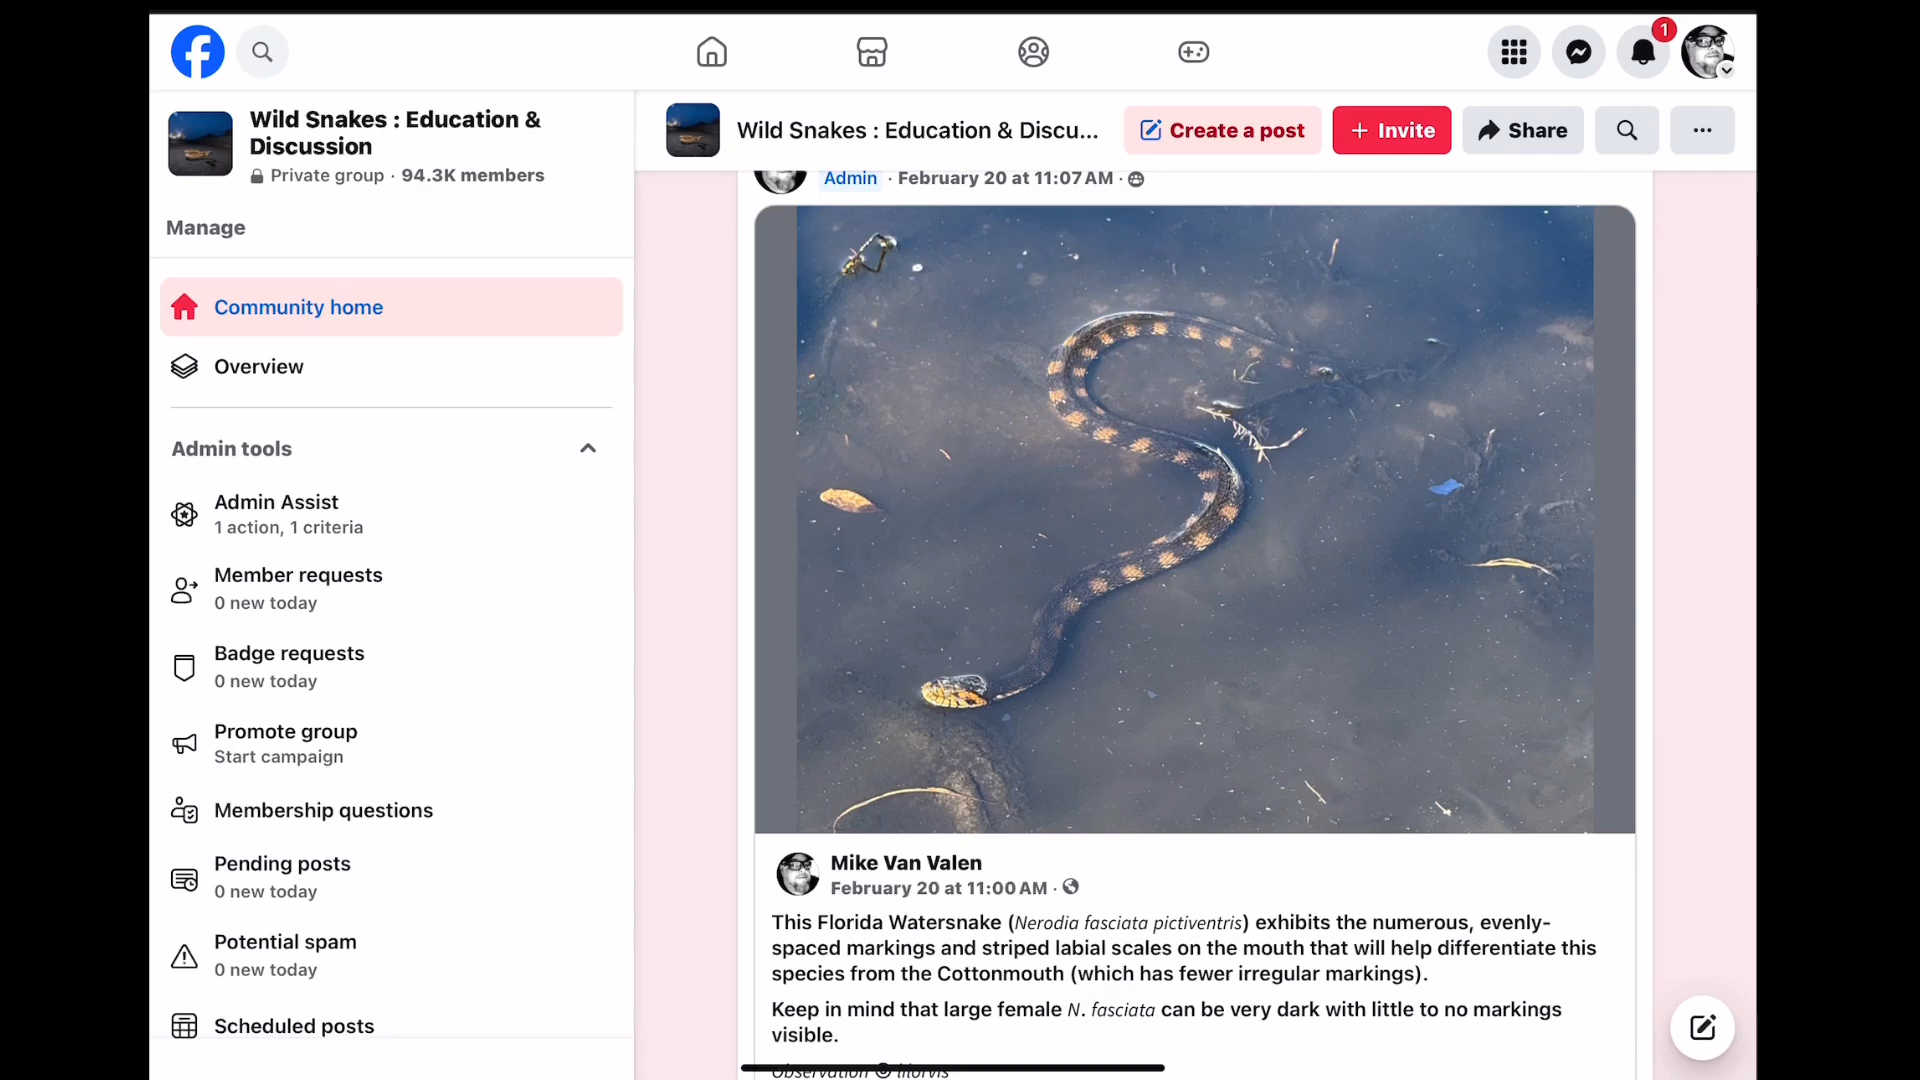 1
Wild Snakes : Education &
Discussion
Private group · 94.3K members
Manage
Community home
Overview
Admin tools
Admin Assist
1 action, 1 criteria
Member requests
0 new today
Badge requests
0 new today
Promote group
Start campaign
Membership questions
Pending posts
0 new today
Potential spam
0 new today
Scheduled posts
Wild Snakes : Education & Discu...
Create a post
+ Invite
Share
Admin · February 20 at 11:07 AM ·
Mike Van Valen
February 20 at 11:00 AM ·
This Florida Watersnake (Nerodia fasciata pictiventris) exhibits the numerous, evenly-
spaced markings and striped labial scales on the mouth that will help differentiate this
species from the Cottonmouth (which has fewer irregular markings).
Keep in mind that large female N. fasciata can be very dark with little to no markings
visible.
Observation ©